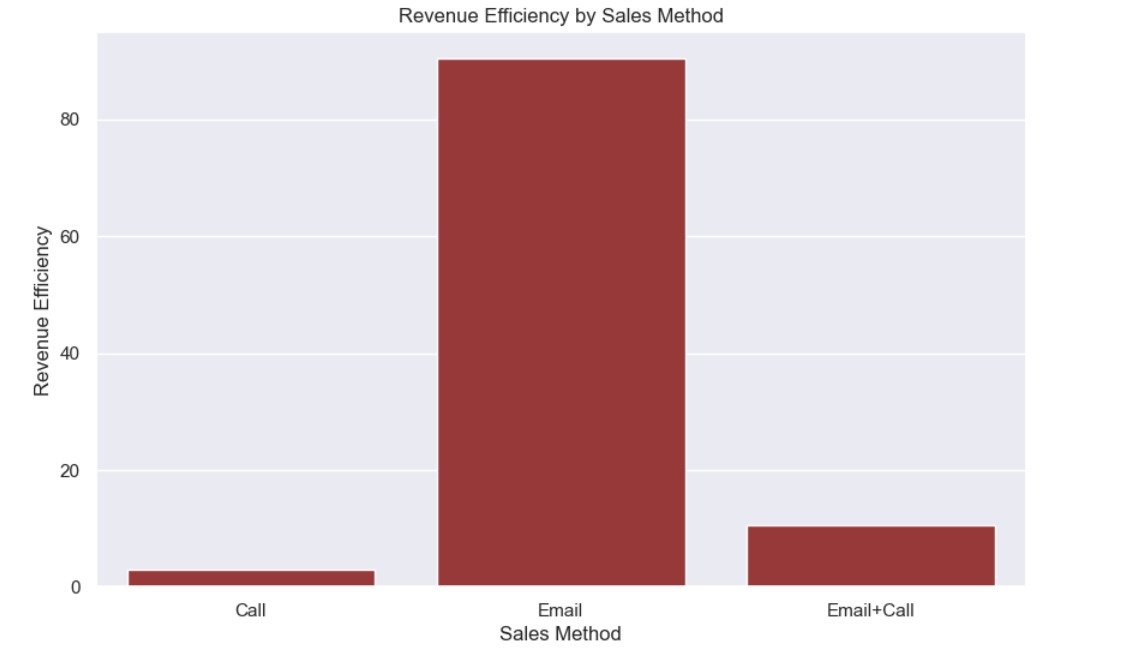 Revenue Efficiency by Sales Method
Revenue Efficiency
80
60
40
20
0
Call
Email
Email+Call
Sales Method